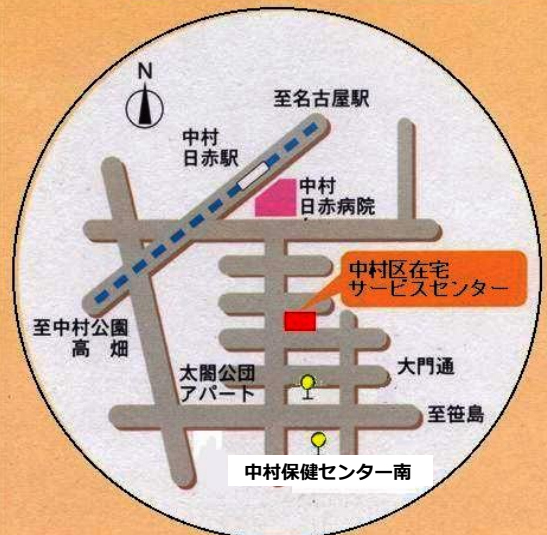 N
至名古屋駅
中村
日赤駅
中村
日赤病院
中村区在宅
サービスセンター
至中村公園
高 畑
太閤公団
アパート
大門通
至笹島
中村保健センター南